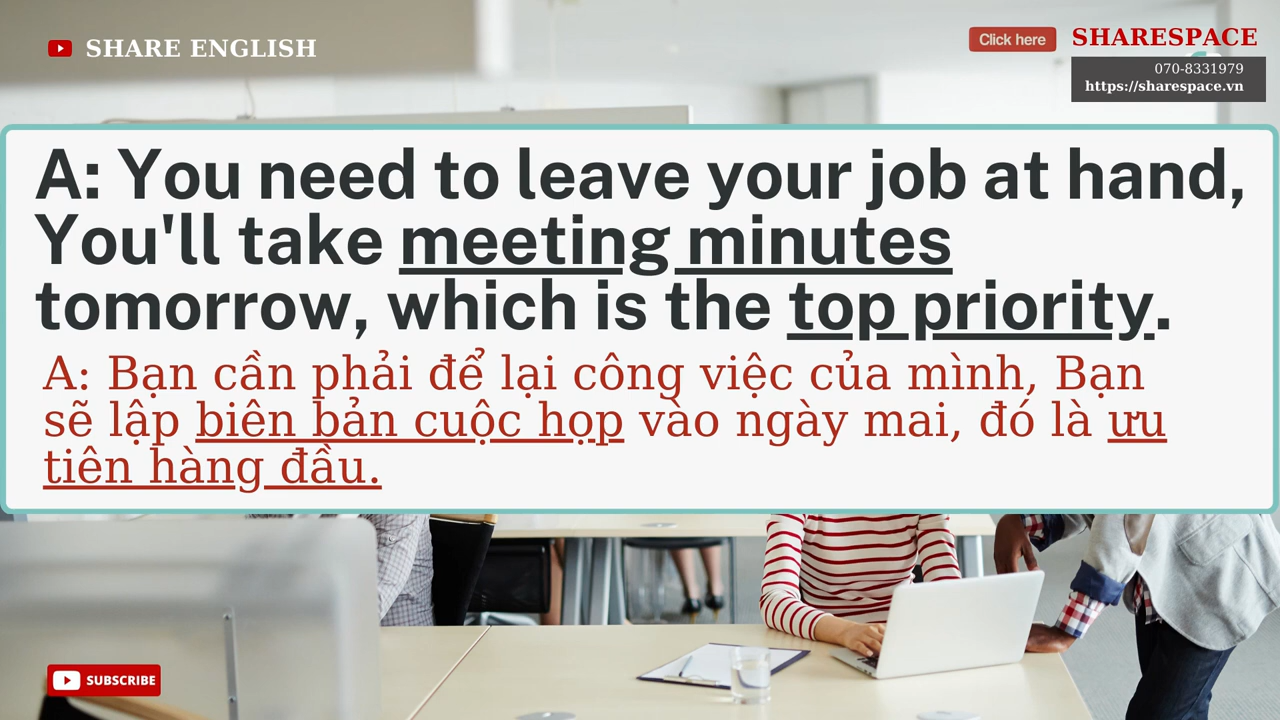 SHARE ENGLISH
Click here
SHARESPACE
070-8331979
https://sharespace.vn
A: You need to leave your job at hand,
You'll take meeting minutes
tomorrow, which is the top priority.
A: Bạn cần phải để lại công việc của mình, Bạn
sẽ lập biên bản cuộc họp vào ngày mai, đó là ưu
tiên hàng đầu.
SUBSCRIBE